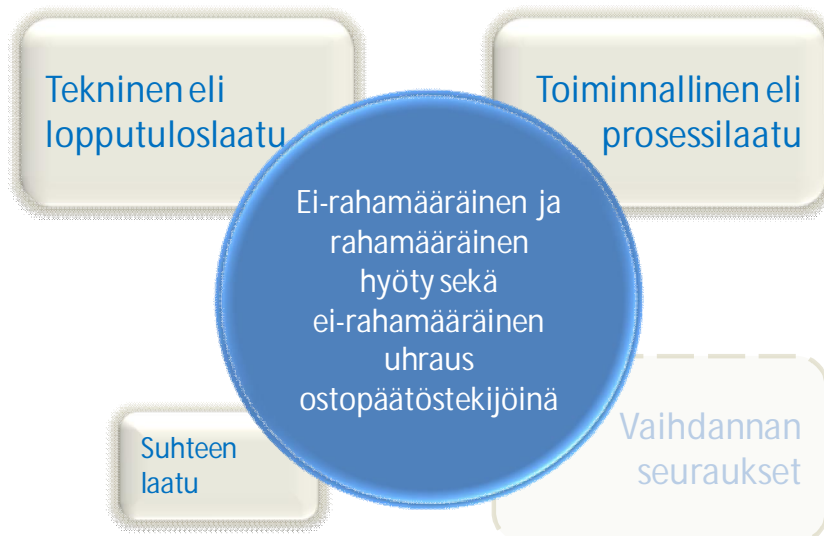 Tekninen eli
lopputuloslaatu
Toiminnallinen eli
prosessilaatu
Ei-rahamääräinen ja
rahamääräinen
hyöty sekä
ei-rahamääräinen
uhraus
ostopäätöstekijöinä
Suhteen
laatu
Vaihdannan
seuraukset